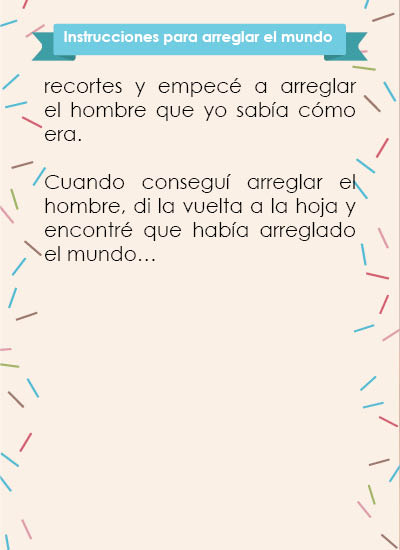 Instrucciones para arreglar el mundo
recortes y empecé a arreglar
el hombre que yo sabía cómo
era.
Cuando conseguí arreglar el
hombre, di la vuelta a la hoja y
encontré que había arreglado
el mundo…